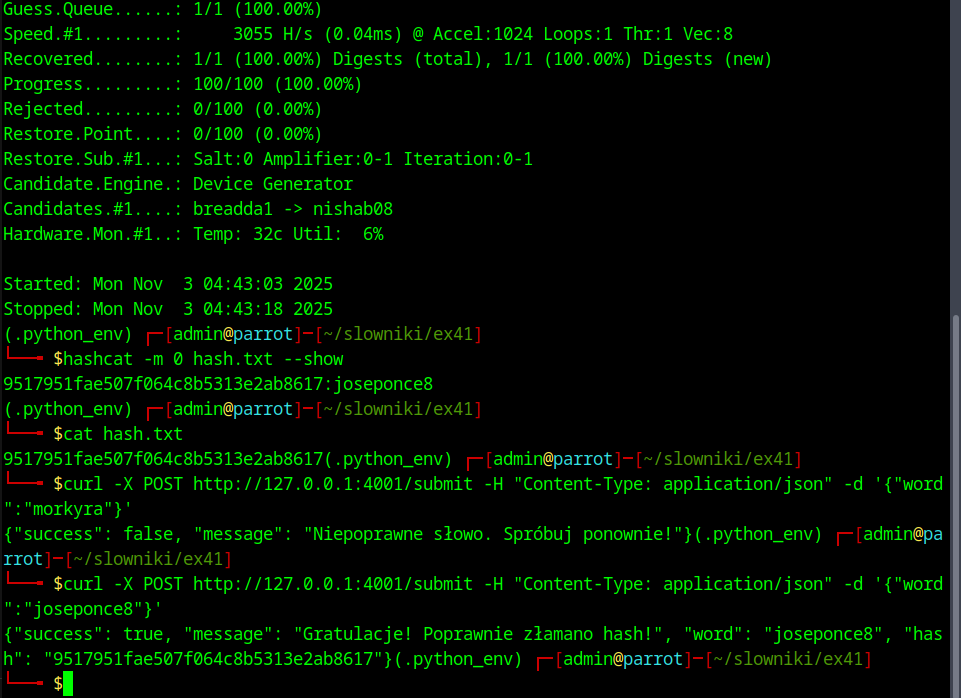 Guess.Queue......: 1/1 (100.00%)
Speed.#1.........:     3055 H/s (0.04ms) @ Accel:1024 Loops:1 Thr:1 Vec:8
Recovered........: 1/1 (100.00%) Digests (total), 1/1 (100.00%) Digests (new)
Progress.........: 100/100 (100.00%)
Rejected.........: 0/100 (0.00%)
Restore.Point....: 0/100 (0.00%)
Restore.Sub.#1...: Salt:0 Amplifier:0-1 Iteration:0-1
Candidate.Engine.: Device Generator
Candidates.#1....: breadda1 -> nishab08
Hardware.Mon.#1..: Temp: 32c Util:  6%

Started: Mon Nov  3 04:43:03 2025
Stopped: Mon Nov  3 04:43:18 2025
(.python_env) ┌─[admin@parrot]─[~/slowniki/ex41]
└──╼ $hashcat -m 0 hash.txt --show
9517951fae507f064c8b5313e2ab8617:joseponce8
(.python_env) ┌─[admin@parrot]─[~/slowniki/ex41]
└──╼ $cat hash.txt
9517951fae507f064c8b5313e2ab8617(.python_env) ┌─[admin@parrot]─[~/slowniki/ex41]
└──╼ $curl -X POST http://127.0.0.1:4001/submit -H "Content-Type: application/json" -d '{"word
":"morkyra"}'
{"success": false, "message": "Niepoprawne słowo. Spróbuj ponownie!"}(.python_env) ┌─[admin@pa
rrot]─[~/slowniki/ex41]
└──╼ $curl -X POST http://127.0.0.1:4001/submit -H "Content-Type: application/json" -d '{"word
":"joseponce8"}'
{"success": true, "message": "Gratulacje! Poprawnie złamano hash!", "word": "joseponce8", "has
h": "9517951fae507f064c8b5313e2ab8617"}(.python_env) ┌─[admin@parrot]─[~/slowniki/ex41]
└──╼ $